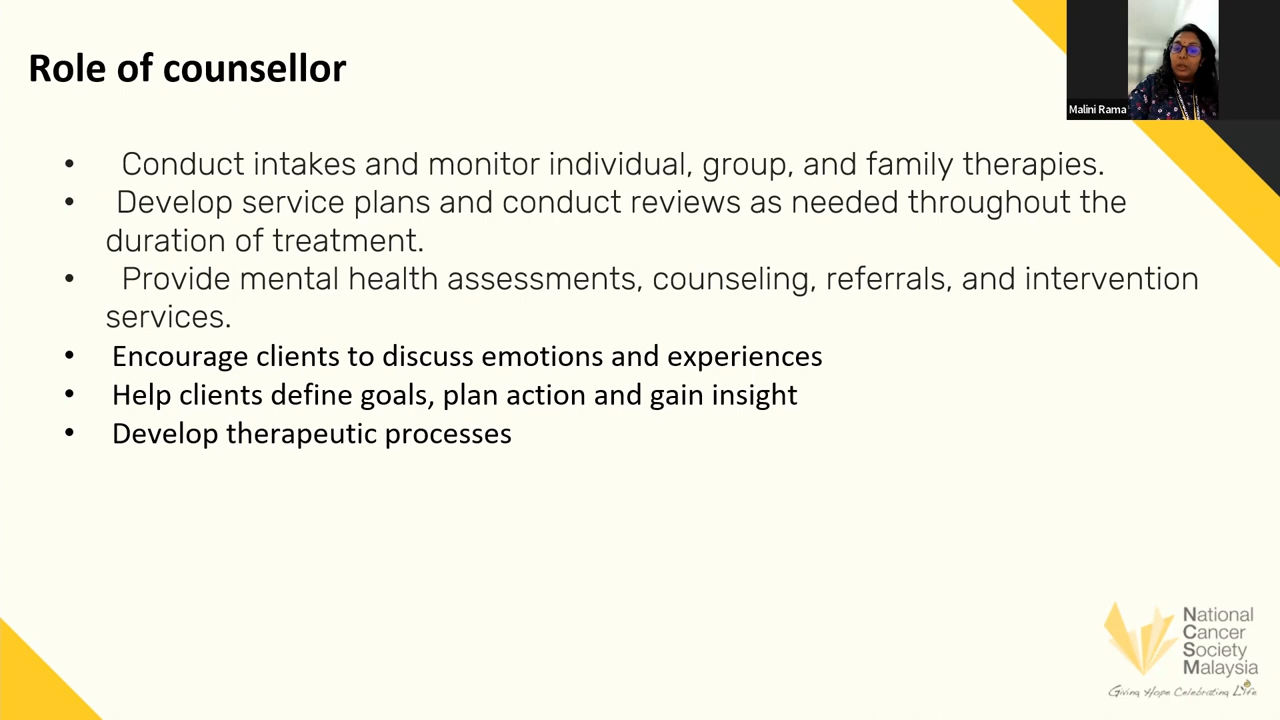 Role of counsellor
Malini Rama
• Conduct intakes and monitor individual, group, and family therapies.
• Develop service plans and conduct reviews as needed throughout the
duration of treatment.
• Provide mental health assessments, counseling, referrals, and intervention
services.
• Encourage clients to discuss emotions and experiences
• Help clients define goals, plan action and gain insight
• Develop therapeutic processes
National
Cancer
Society
Malaysia
Giving Hope Celebrating Life